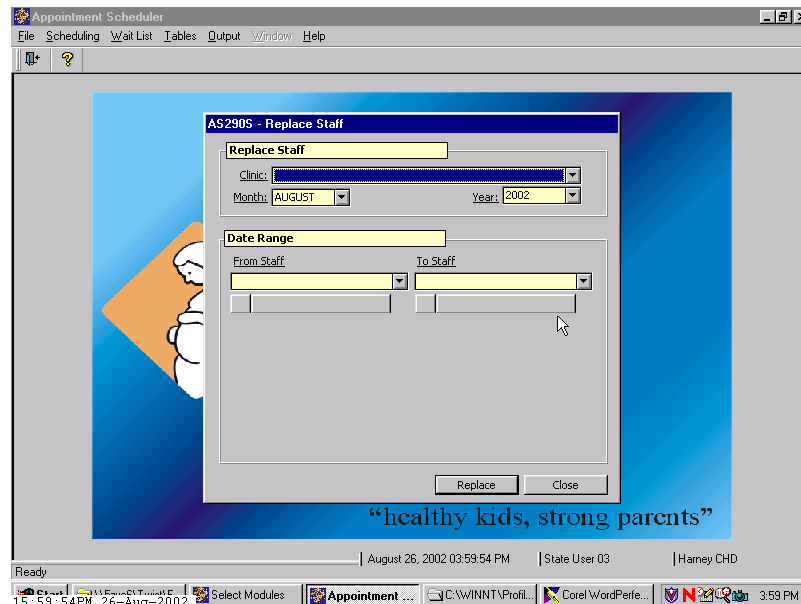 Appointment Scheduler
File Scheduling Wait List Tables Output Window Help
AS290S - Replace Staff
Replace Staff
Clinic:
Month: AUGUST Year: 2002
Date Range
From Staff To Staff
Replace Close
“healthy kids, strong parents”
August 26, 2002 03:59:54 PM State User 03 Harney CHD
Ready
Start Select Modules Appointment ... C:\WINNT\Profil... Corel WordPerfe... 3:59 PM
15:59:54PM 26-Aug-2002